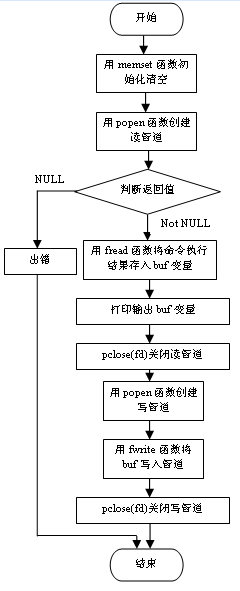 开始
用 memset 函数初
始化清空
用 popen 函数创建
读管道
判断返回值
NULL
Not NULL
出错
用 fread 函数将命令执行
结果存入 buf 变量
打印输出 buf 变量
pclose(fd)关闭读管道
用 popen 函数创建
写管道
用 fwrite 函数将
buf 写入管道
pclose(fd)关闭写管道
结束